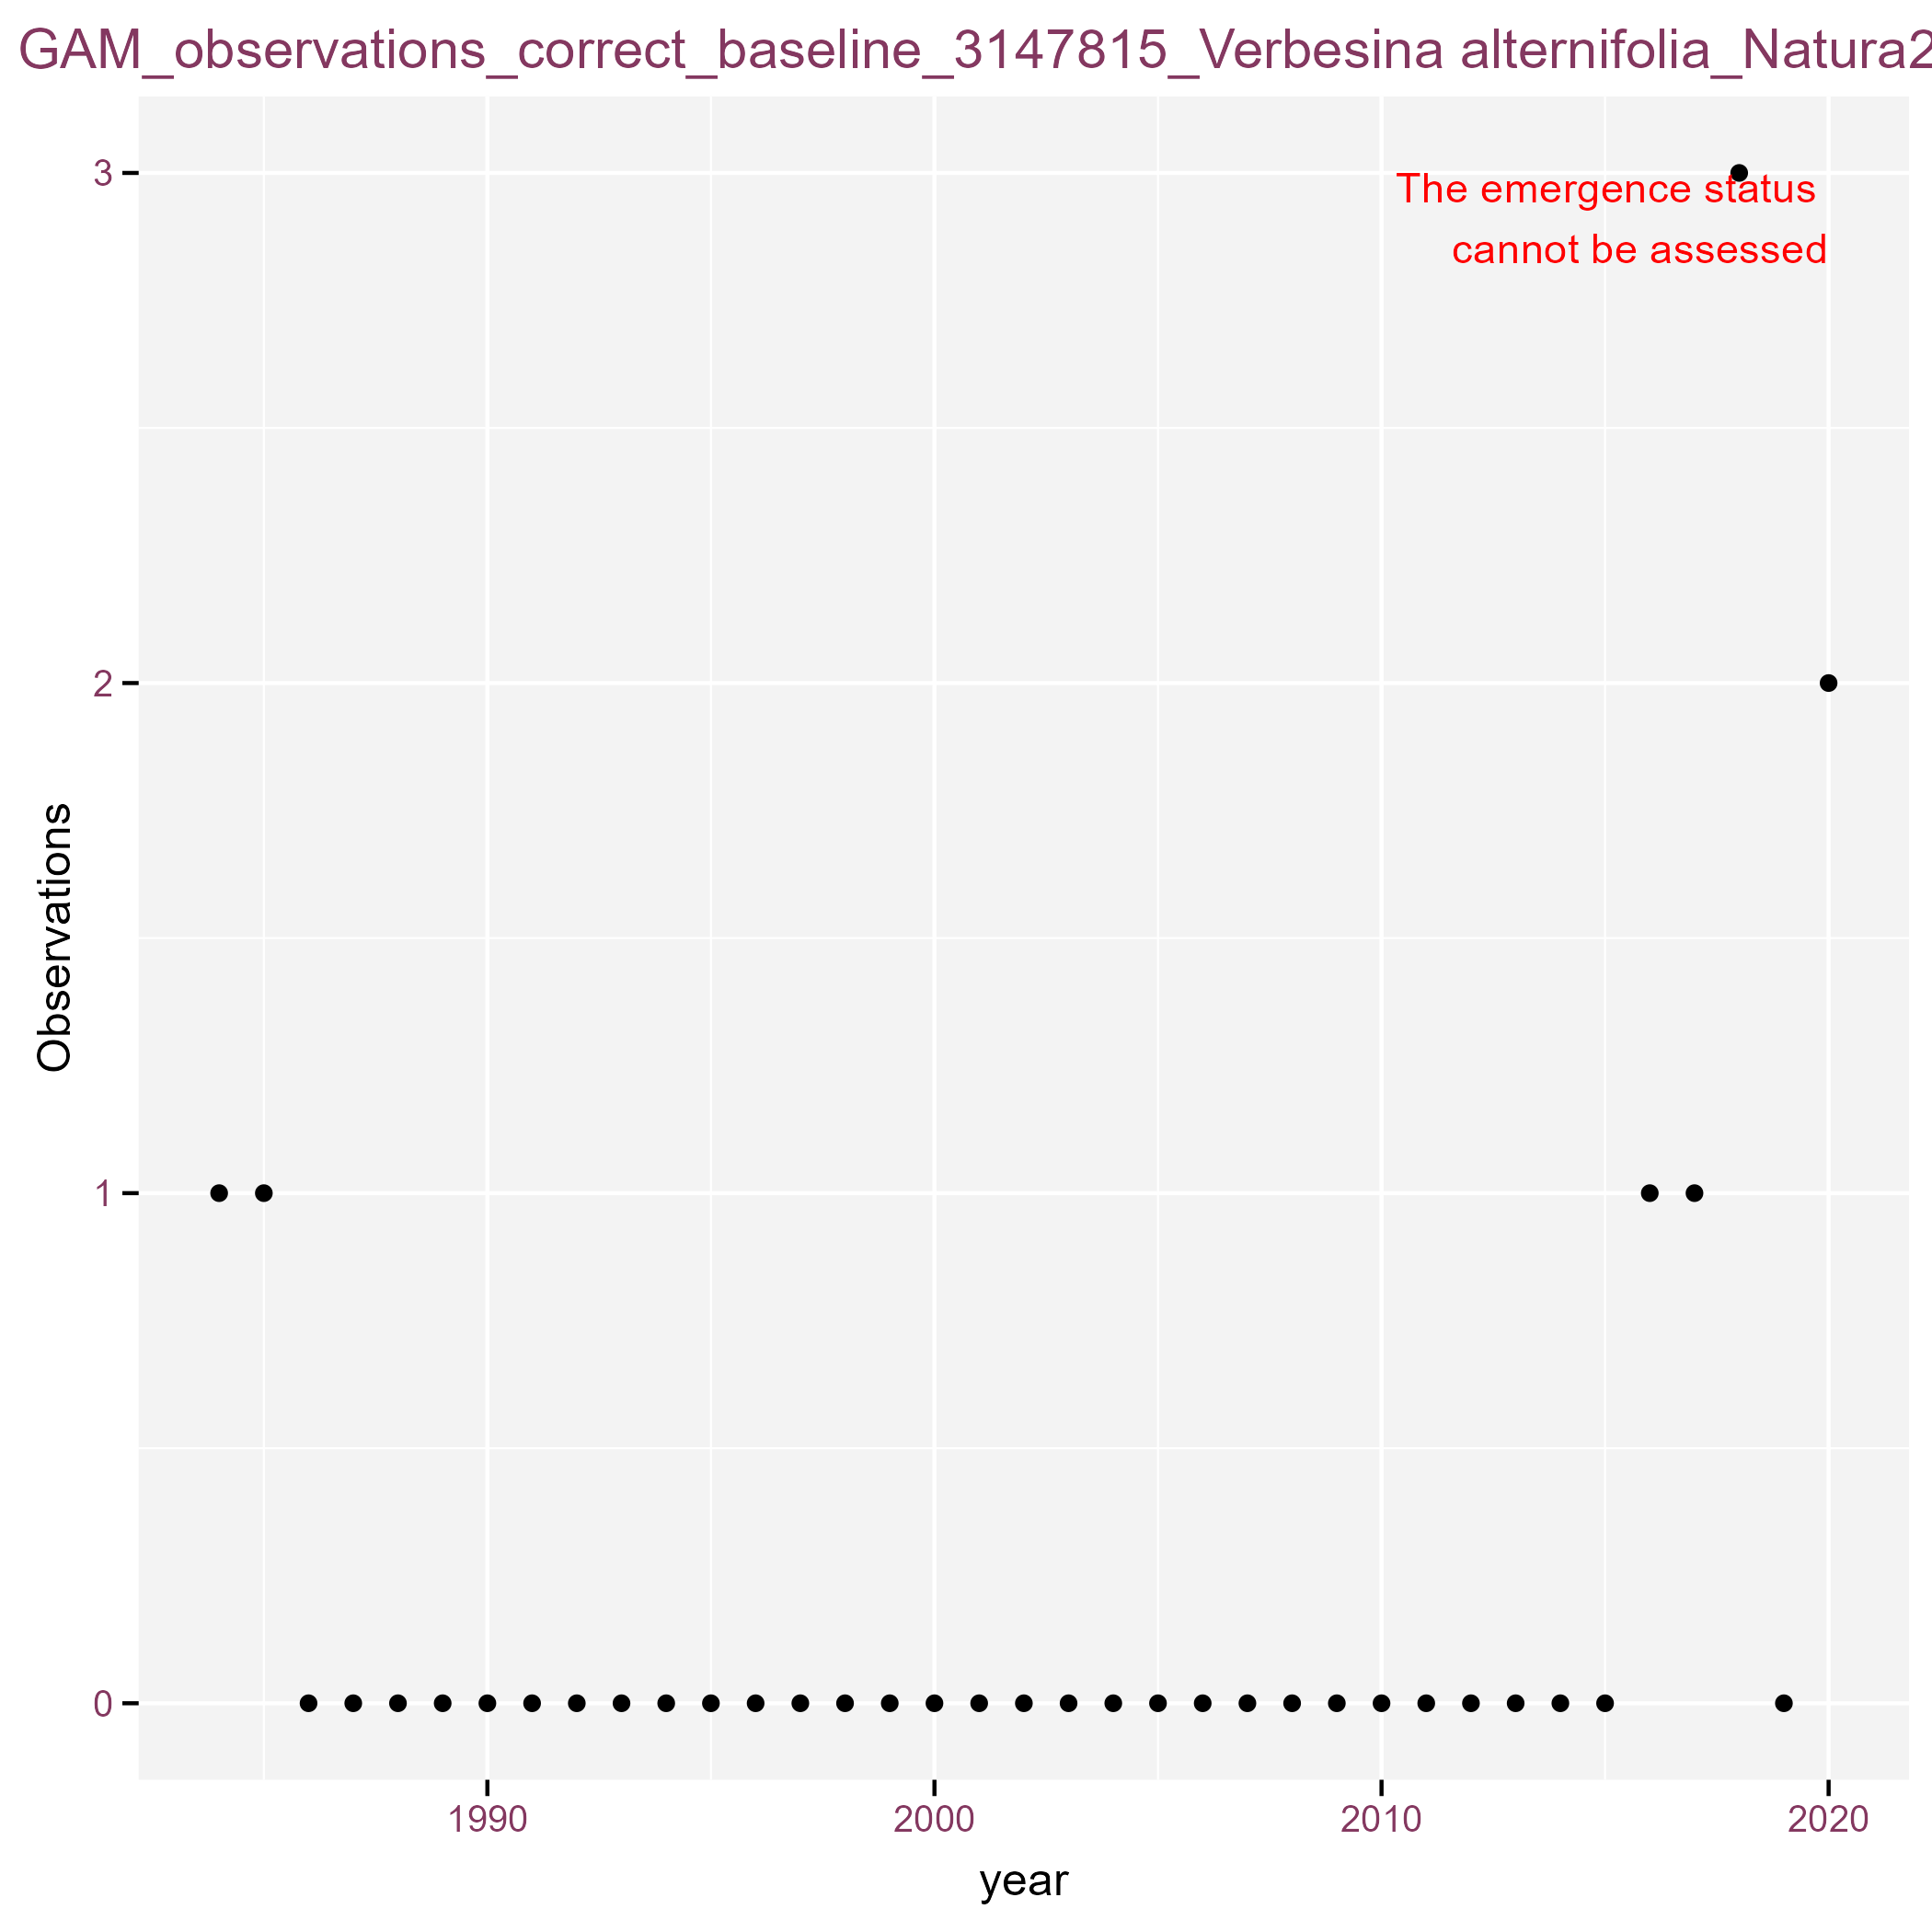 GAM_observations_correct_baseline_3147815_Verbesina alternifolia_Natura2
3
The emergence status
cannot be assessed
2
Observations
1
0
1990 2000 2010 2020
year